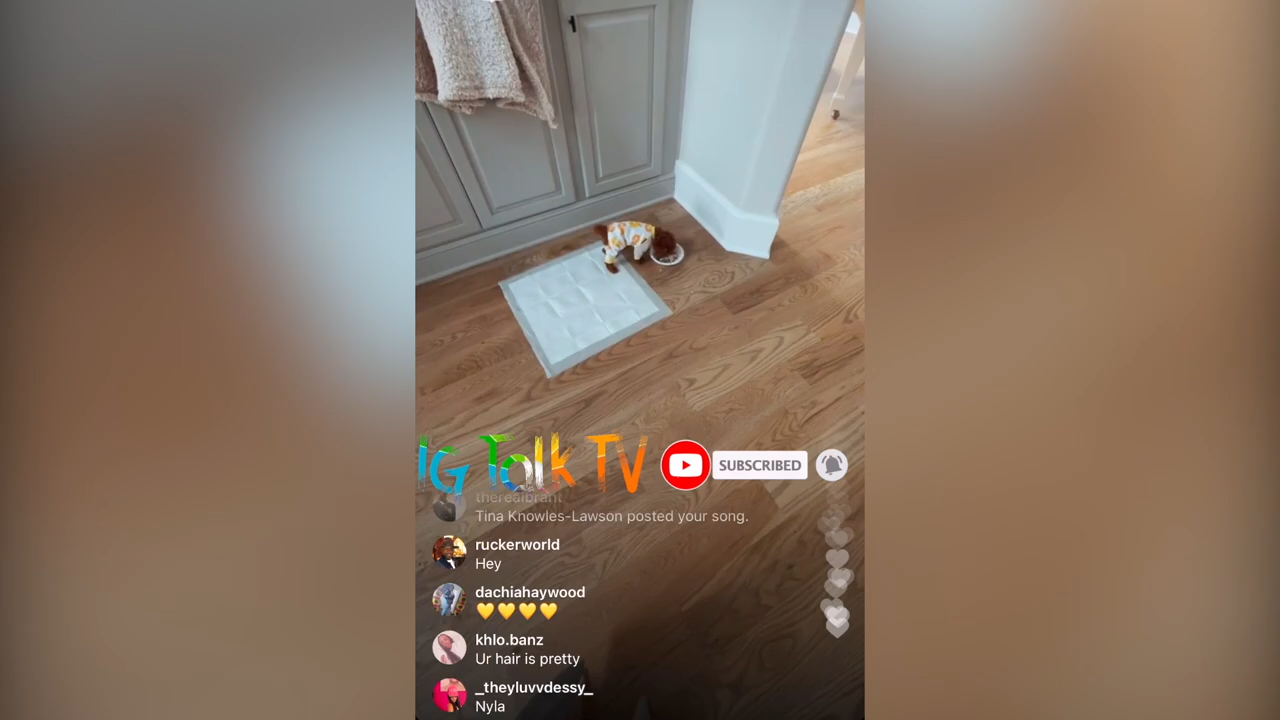 IG Talk TV
SUBSCRIBED
therealbrant
Tina Knowles-Lawson posted your song.
ruckerworld
Hey
dachiahaywood
💛💛💛💛
khlo.banz
Ur hair is pretty
_theyluvvdessy_
Nyla